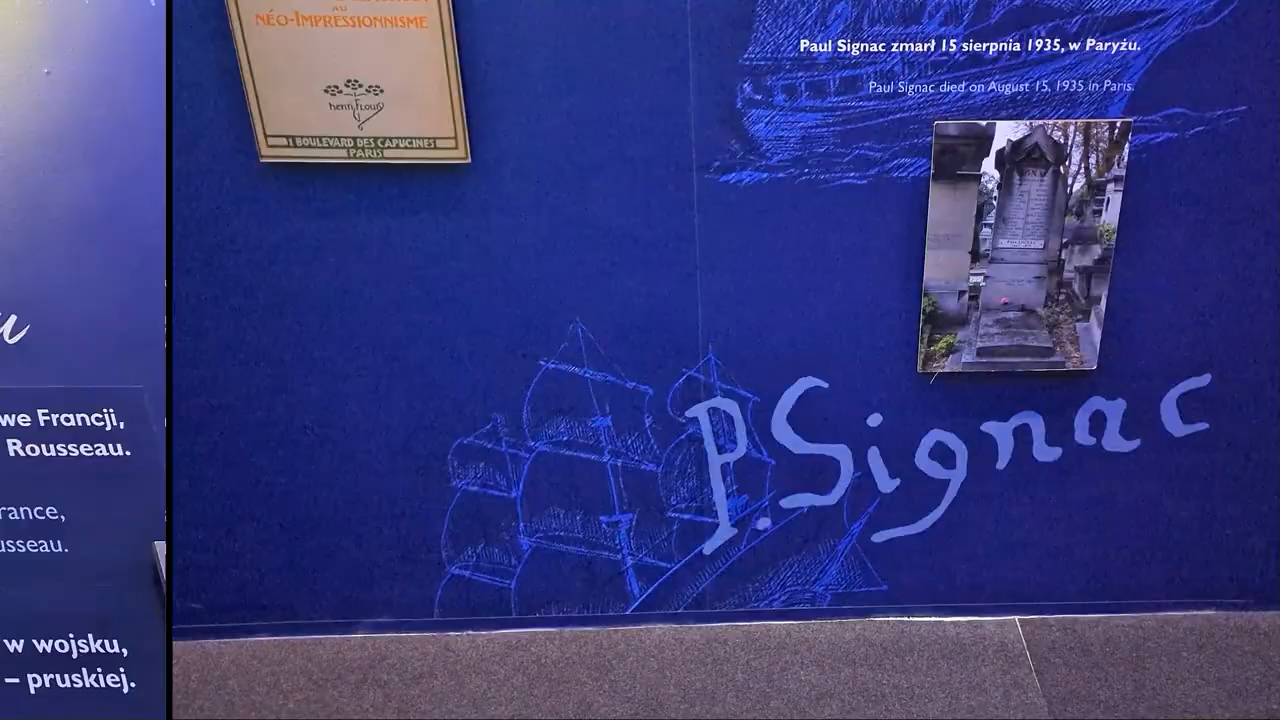 we Francji,
Rousseau.
rance,
usseau.
w wojsku,
– pruskiej.
AU
NÉO-IMPRESSIONNISME
henri Floury
1 BOULEVARD DES CAPUCINES
PARIS
Paul Signac zmarł 15 sierpnia 1935, w Paryżu.
Paul Signac died on August 15, 1935 in Paris.
P. Signac